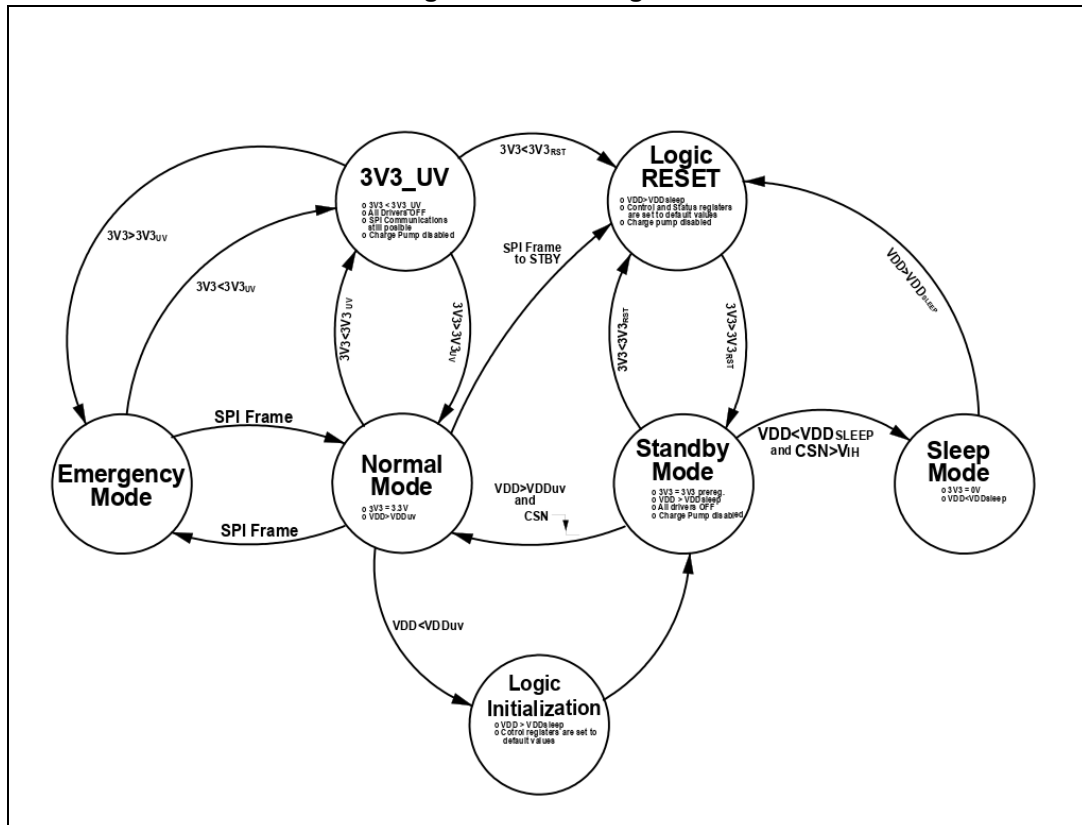 3V3_UV
o 3V3 < 3V3_UV
o All Drivers OFF
o SPI Communications
still posible
o Charge Pump disabled
3V3<3V3RST
Logic
RESET
o VDD>VDDsleep
o Control and Status registers
are set to default values
o Charge pump disabled
3V3>3V3UV
3V3<3V3UV
SPI Frame
to STBY
VDD>VDDSLEEP
3V3<3V3UV
3V3>3V3UV
3V3<3V3RST
3V3>3V3RST
SPI Frame
Emergency
Mode
Normal
Mode
o 3V3 = 3.3V
o VDD>VDDuv
VDD>VDDuv
and
CSN
Standby
Mode
o 3V3 = 3V3 prereg.
o VDD > VDDsleep
o All drivers OFF
o Charge Pump disabled
VDD<VDDSLEEP
and CSN>VIH
Sleep
Mode
o 3V3 = 0V
o VDD<VDDsleep
SPI Frame
VDD<VDDuv
Logic
Initialization
o VDD > VDDsleep
o Cotrol registers are set to
default values